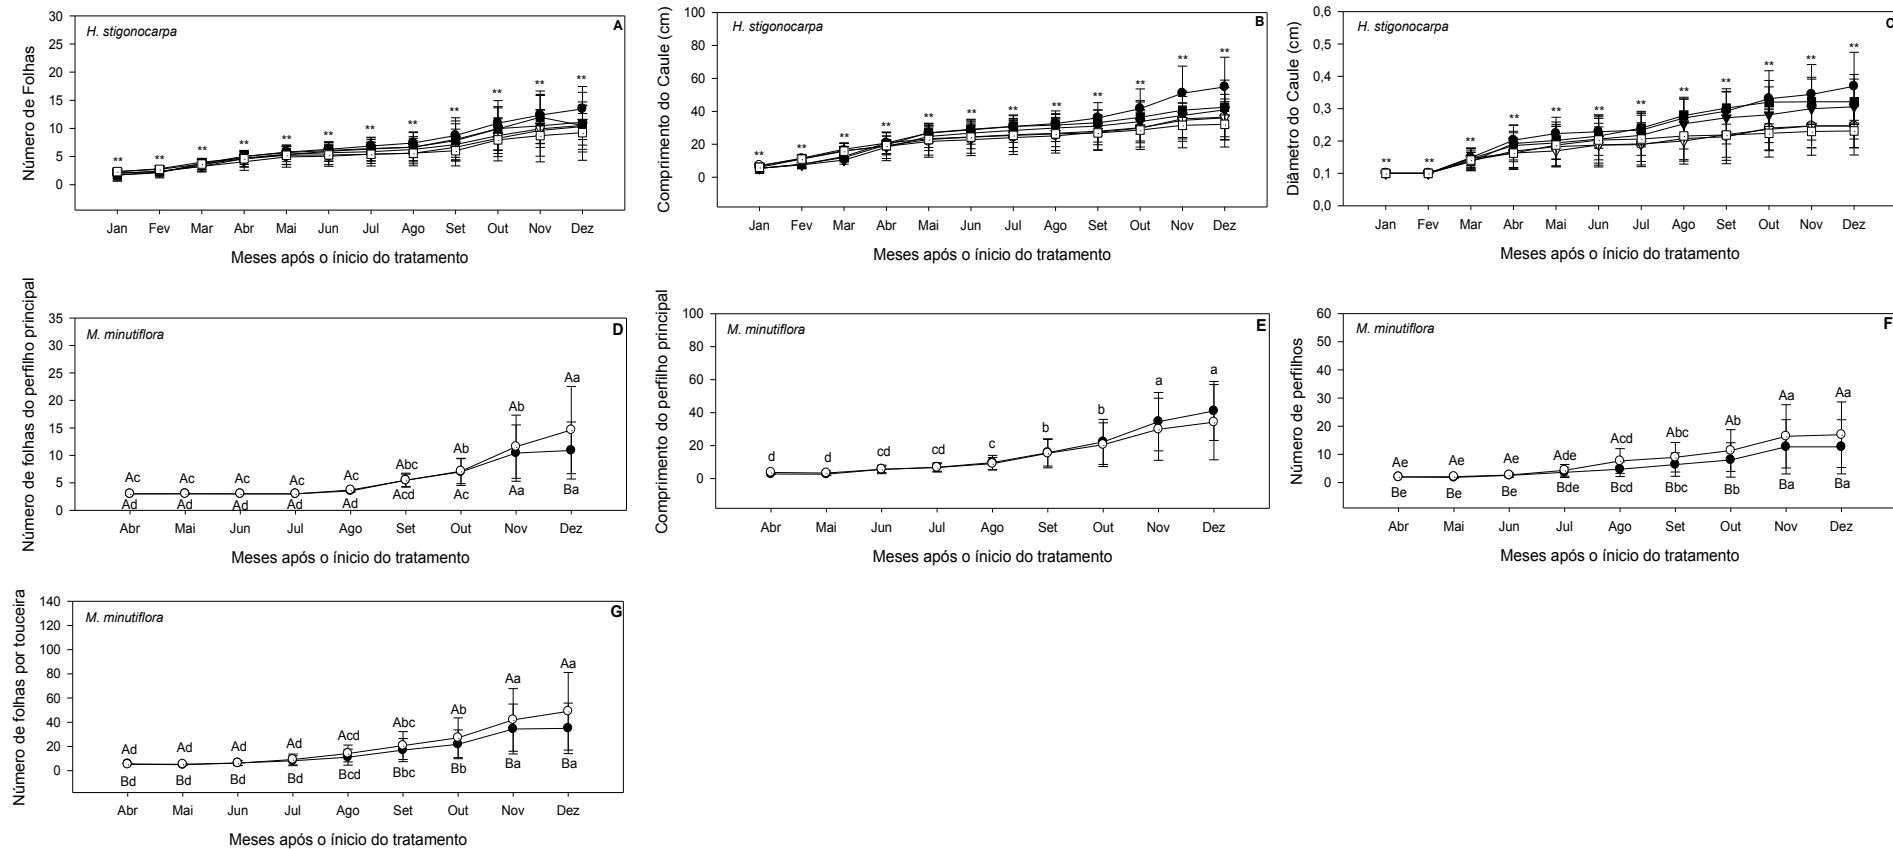 A
H. stigonocarpa
Número de Folhas
30
25
20
15
10
5
0
** ** ** ** ** ** ** ** ** ** ** **
Jan Fev Mar Abr Mai Jun Jul Ago Set Out Nov Dez
Meses após o ínicio do tratamento
B
H. stigonocarpa
Comprimento do Caule (cm)
100
80
60
40
20
0
** ** ** ** ** ** ** ** ** ** ** **
Jan Fev Mar Abr Mai Jun Jul Ago Set Out Nov Dez
Meses após o ínicio do tratamento
C
H. stigonocarpa
Diâmetro do Caule (cm)
0,6
0,5
0,4
0,3
0,2
0,1
0,0
** ** ** ** ** ** ** ** ** ** ** **
Jan Fev Mar Abr Mai Jun Jul Ago Set Out Nov Dez
Meses após o ínicio do tratamento
D
M. minutiflora
Número de folhas do perfilho principal
35
30
25
20
15
10
5
0
Ac Ac Ac Ac Ac Abc Ab Ab Aa
Ad Ad Ad Ad Ad Acd Ac Aa Ba
Abr Mai Jun Jul Ago Set Out Nov Dez
Meses após o ínicio do tratamento
E
M. minutiflora
Comprimento do perfilho principal
100
80
60
40
20
0
d d cd cd c b b a a
Abr Mai Jun Jul Ago Set Out Nov Dez
Meses após o ínicio do tratamento
F
M. minutiflora
Número de perfilhos
60
50
40
30
20
10
0
Ae Ae Ae Ade Acd Abc Ab Aa Aa
Be Be Be Bde Bcd Bbc Bb Ba Ba
Abr Mai Jun Jul Ago Set Out Nov Dez
Meses após o ínicio do tratamento
G
M. minutiflora
Número de folhas por touceira
140
120
100
80
60
40
20
0
Ad Ad Ad Ad Acd Abc Ab Aa Aa
Bd Bd Bd Bd Bcd Bbc Bb Ba Ba
Abr Mai Jun Jul Ago Set Out Nov Dez
Meses após o ínicio do tratamento